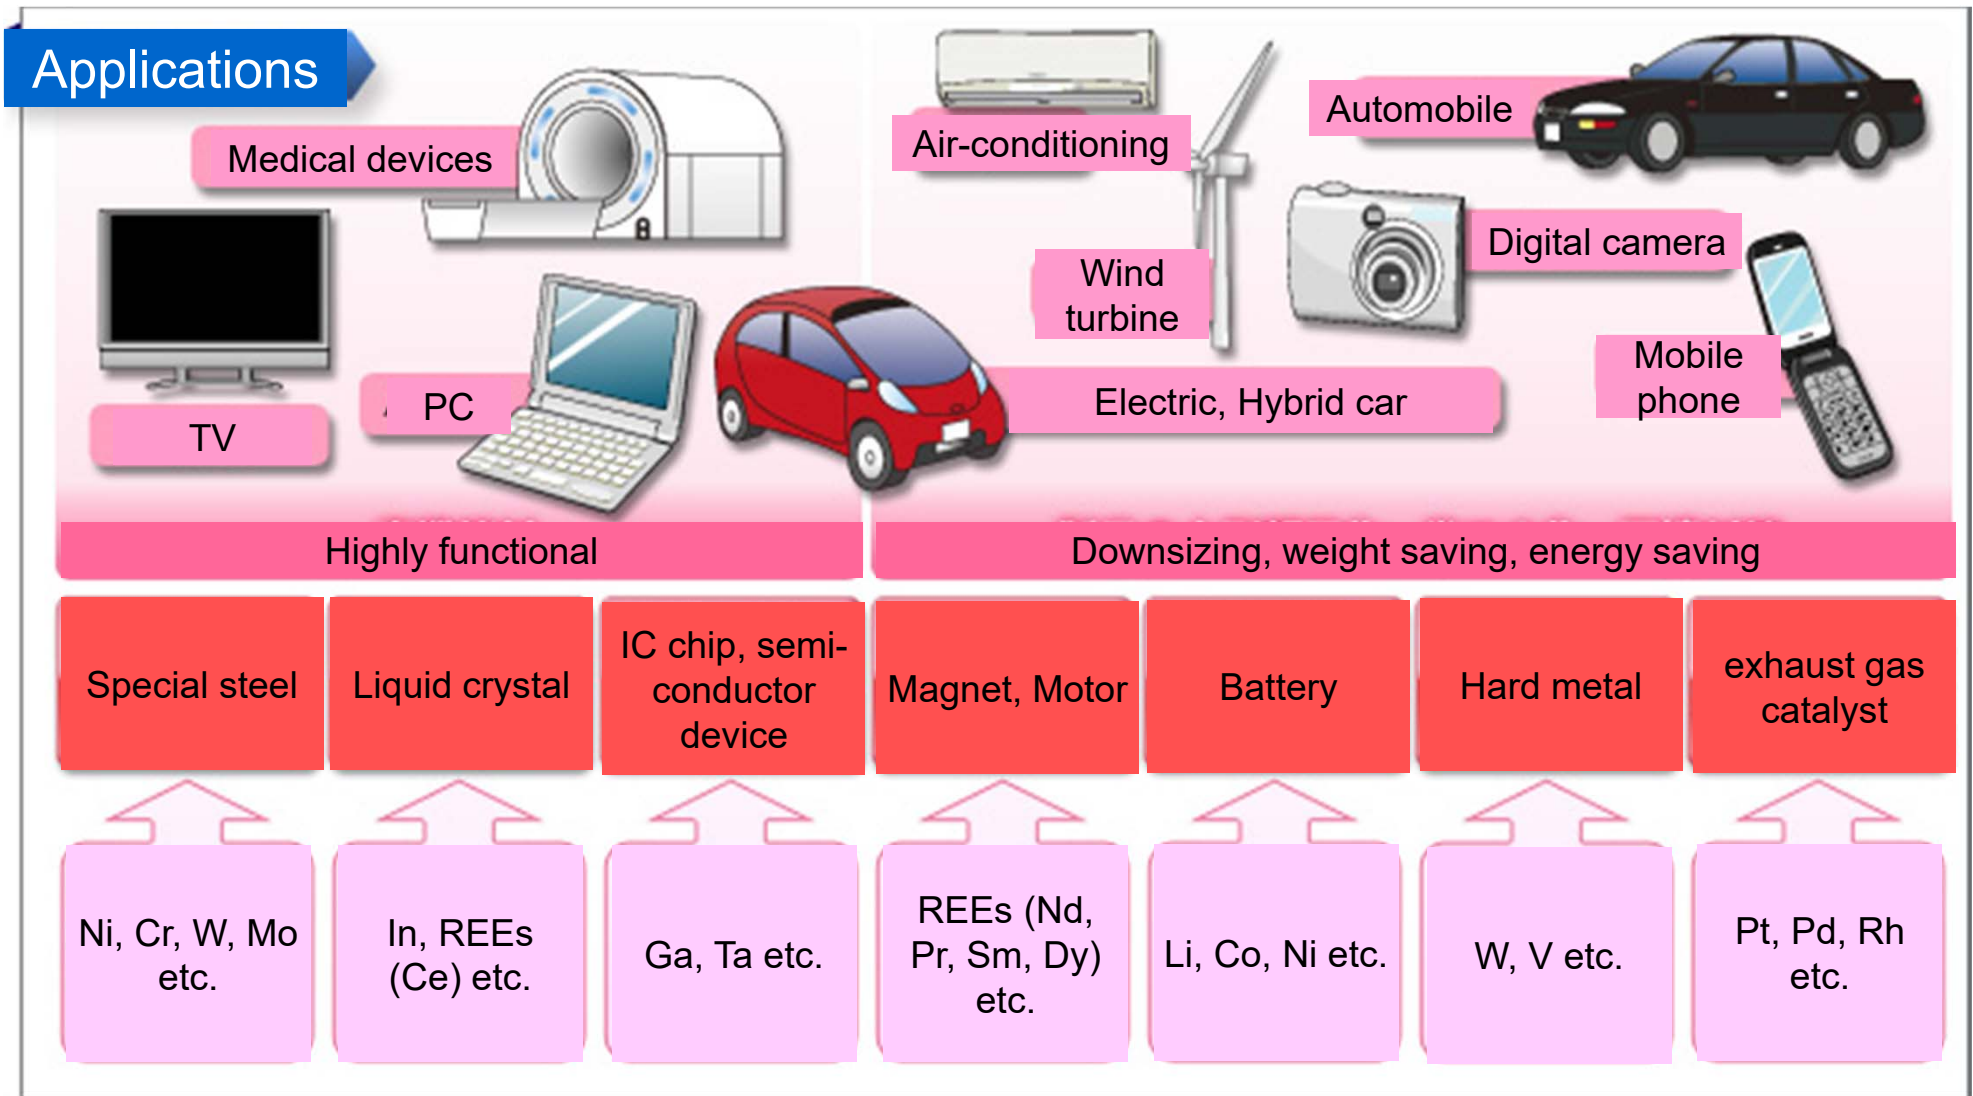 Applications
Medical devices
TV
PC
Air-conditioning
Automobile
Wind
turbine
Digital camera
Mobile
phone
Electric, Hybrid car
Highly functional
Downsizing, weight saving, energy saving
Special steel
Liquid crystal
IC chip, semi-
conductor
device
Magnet, Motor
Battery
Hard metal
exhaust gas
catalyst
Ni, Cr, W, Mo
etc.
In, REEs
(Ce) etc.
Ga, Ta etc.
REEs (Nd,
Pr, Sm, Dy)
etc.
Li, Co, Ni etc.
W, V etc.
Pt, Pd, Rh
etc.